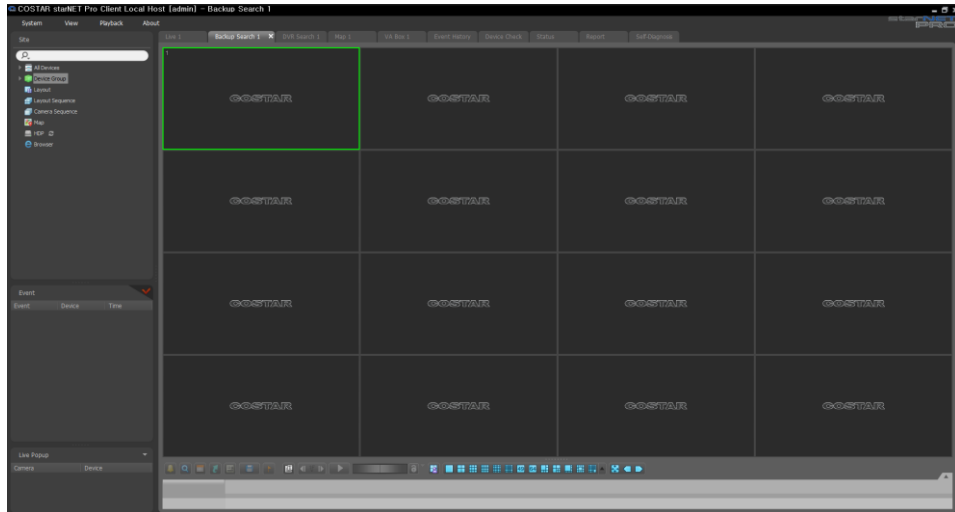 COSTAR starNET Pro Client Local Host [admin] - Backup Search 1
System View Playback About
starNET PRO
Site
Live 1 Backup Search 1 X DVR Search 1 Map 1 VA Box 1 Event History Device Check Status Report Self Diagnose
All Devices
Device Group
Layout
Layout Sequence
Camera Sequence
Map
HDP
Browser
1
COSTAR COSTAR COSTAR COSTAR
COSTAR COSTAR COSTAR COSTAR
COSTAR COSTAR COSTAR COSTAR
COSTAR COSTAR COSTAR COSTAR
Event
Event Device Time
Live Popup
Camera Device